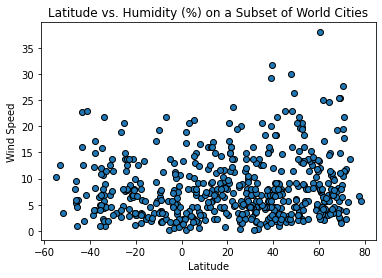 Latitude vs. Humidity (%) on a Subset of World Cities
40
35
30
25
20
15
10
5
0
Wind Speed
−60 −40 −20 0 20 40 60 80
Latitude